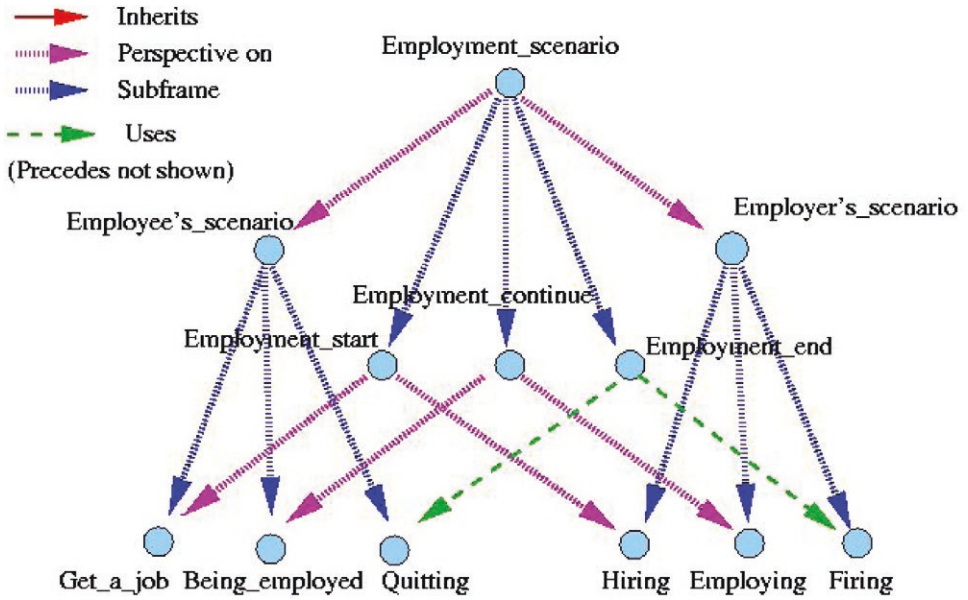 Inherits
Perspective on
Subframe
Uses
(Precedes not shown)
Employment_scenario
Employee's_scenario
Employer's_scenario
Employment_continue
Employment_start
Employment_end
Get_a_job
Being_employed
Quitting
Hiring
Employing
Firing